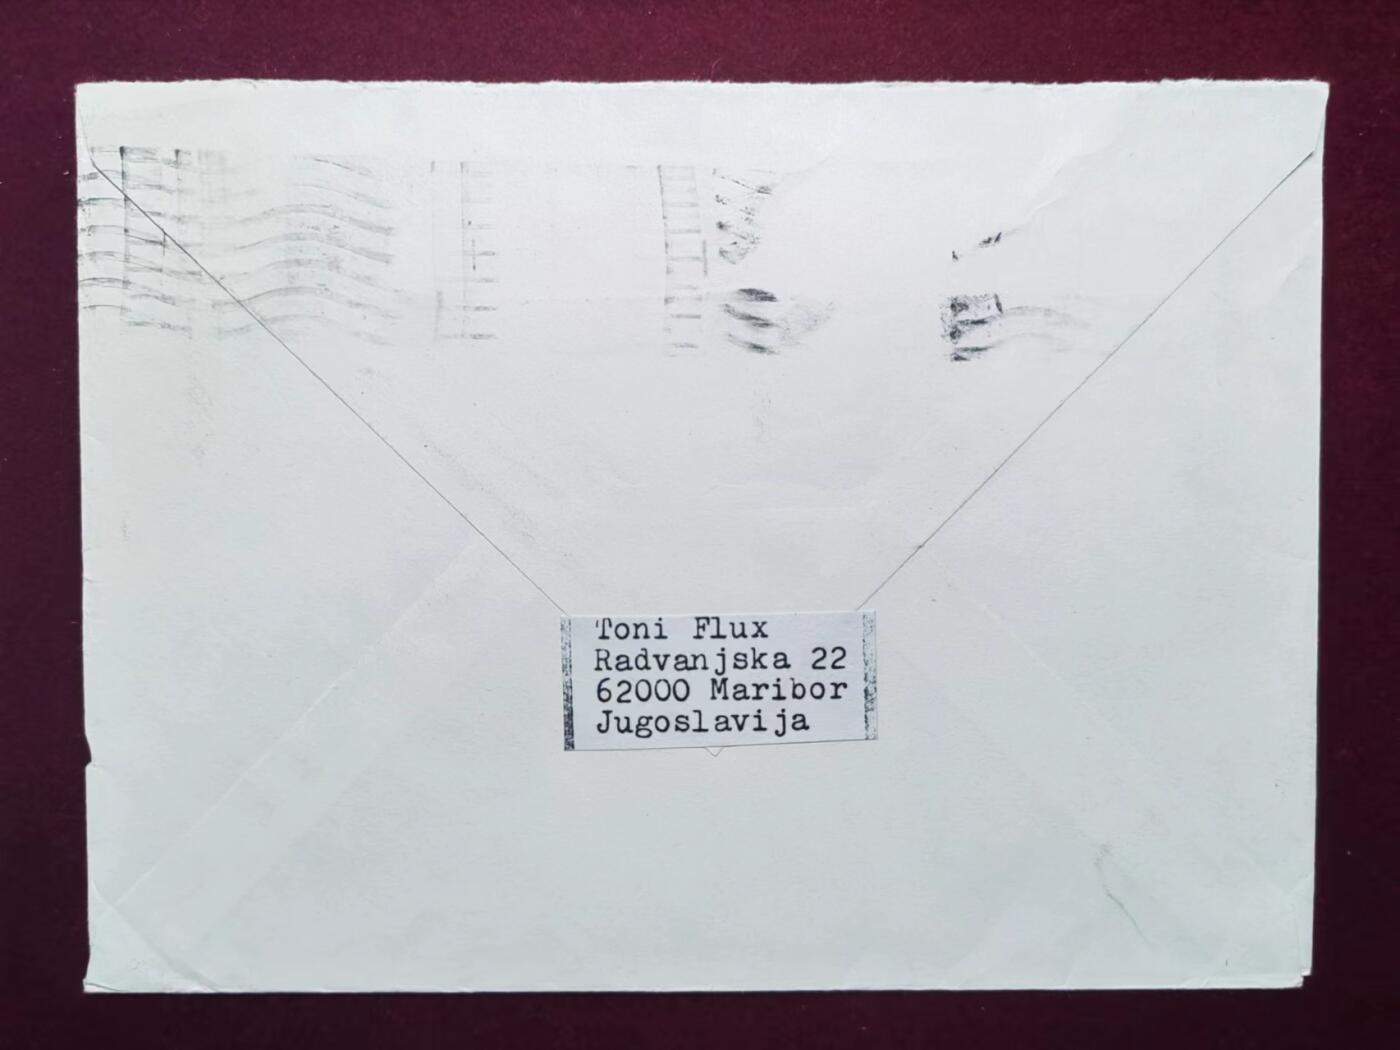 Toni Flux
Radvanjska 22
62000 Maribor
Jugoslavija